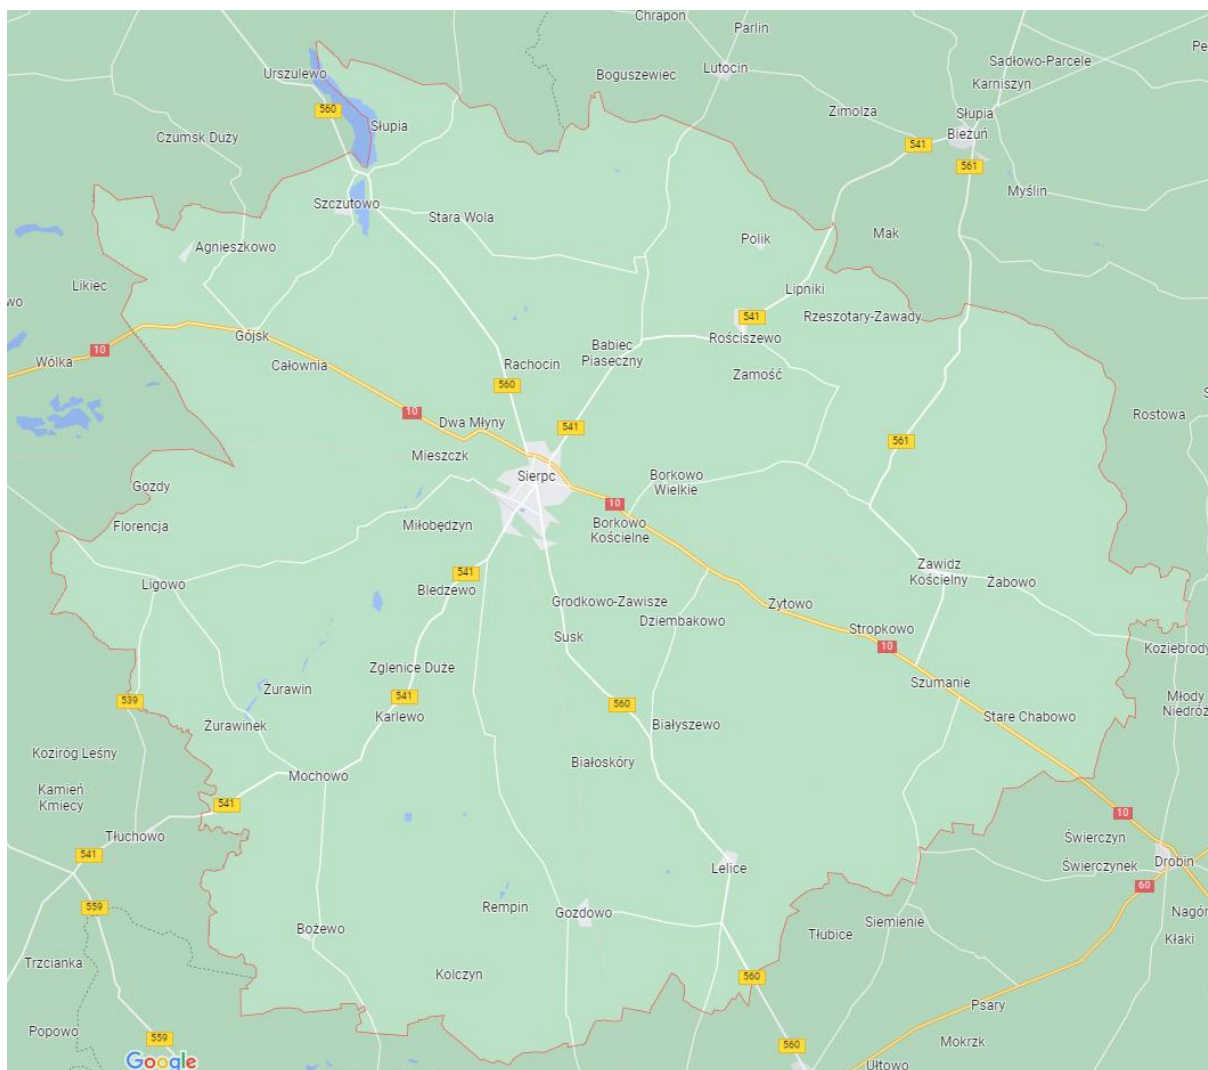 Chrapon
Parlin
Pe
Sadłowo-Parcele
Urszulewo
Boguszewiec
Lutocin
Karniszyn
560
Zimolza
Słupia
Słupia
Bieżuń
Czumsk Duży
541
561
Myślin
Szczutowo
Stara Wola
Mak
Polik
Agnieszkowo
Likiec
Lipniki
wo
541
Rzeszotary-Zawady
Gójsk
Babiec
Piaseczny
Rościszewo
10
Wólka
Całownia
Rachocin
Zamość
560
S
10
Rostowa
Dwa Młyny
541
561
Mieszczk
Sierpc
Borkowo
Wielkie
Gozdy
10
Florencja
Miłobędzyn
Borkowo
Kościelne
Zawidz
Kościelny
Żabowo
Ligowo
541
Bledzewo
Grodkowo-Zawisze
Żytowo
Dziembakowo
Stropkowo
Susk
10
Koziebrody
Zglenice Duże
Szumanie
Żurawin
539
541
560
Młody
Niedróż
Karlewo
Stare Chabowo
Żurawinek
Białyszewo
Koziróg Leśny
Białoskóry
Mochowo
Kamień
Kmiecy
541
10
Tłuchowo
Świerczyn
541
Lelice
Świerczynek
Drobin
60
559
Rempin
Gozdowo
Nagór
Siemienie
Bożewo
Tłubice
Kłaki
Trzcianka
Kolczyn
560
Psary
Popowo
559
Mokrzk
560
Google
Ułtowo